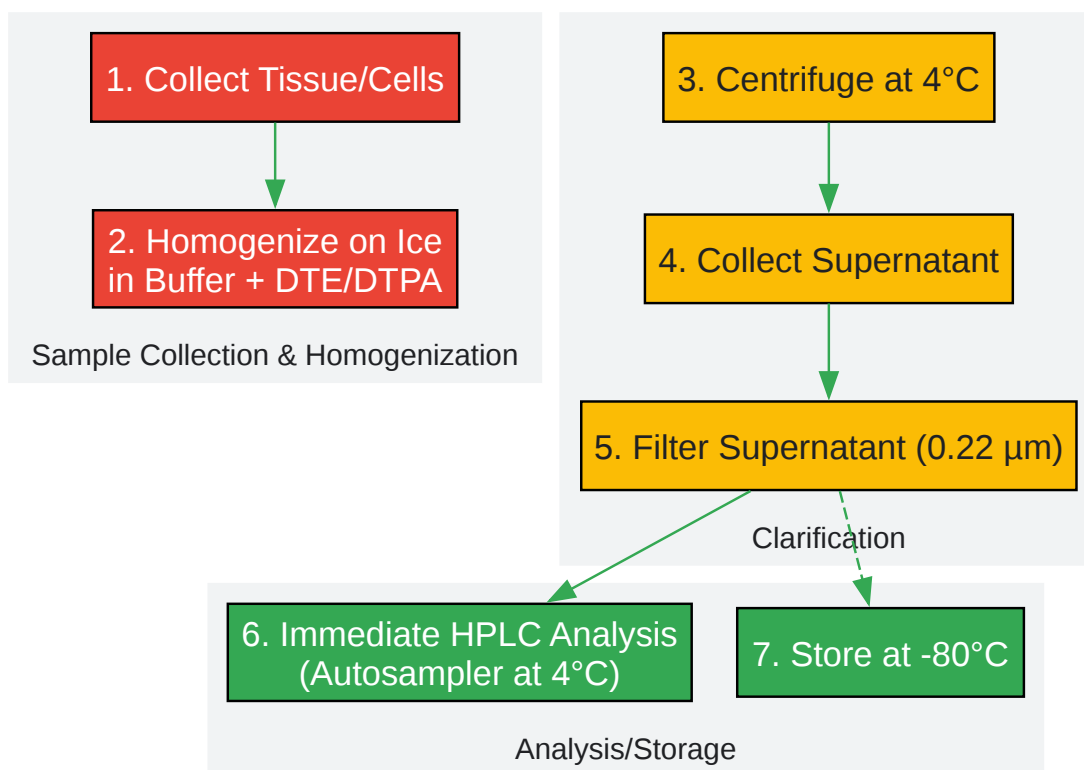 1. Collect Tissue/Cells
2. Homogenize on Ice
in Buffer + DTE/DTPA
Sample Collection & Homogenization
3. Centrifuge at 4°C
4. Collect Supernatant
5. Filter Supernatant (0.22 µm)
Clarification
6. Immediate HPLC Analysis
(Autosampler at 4°C)
7. Store at -80°C
Analysis/Storage